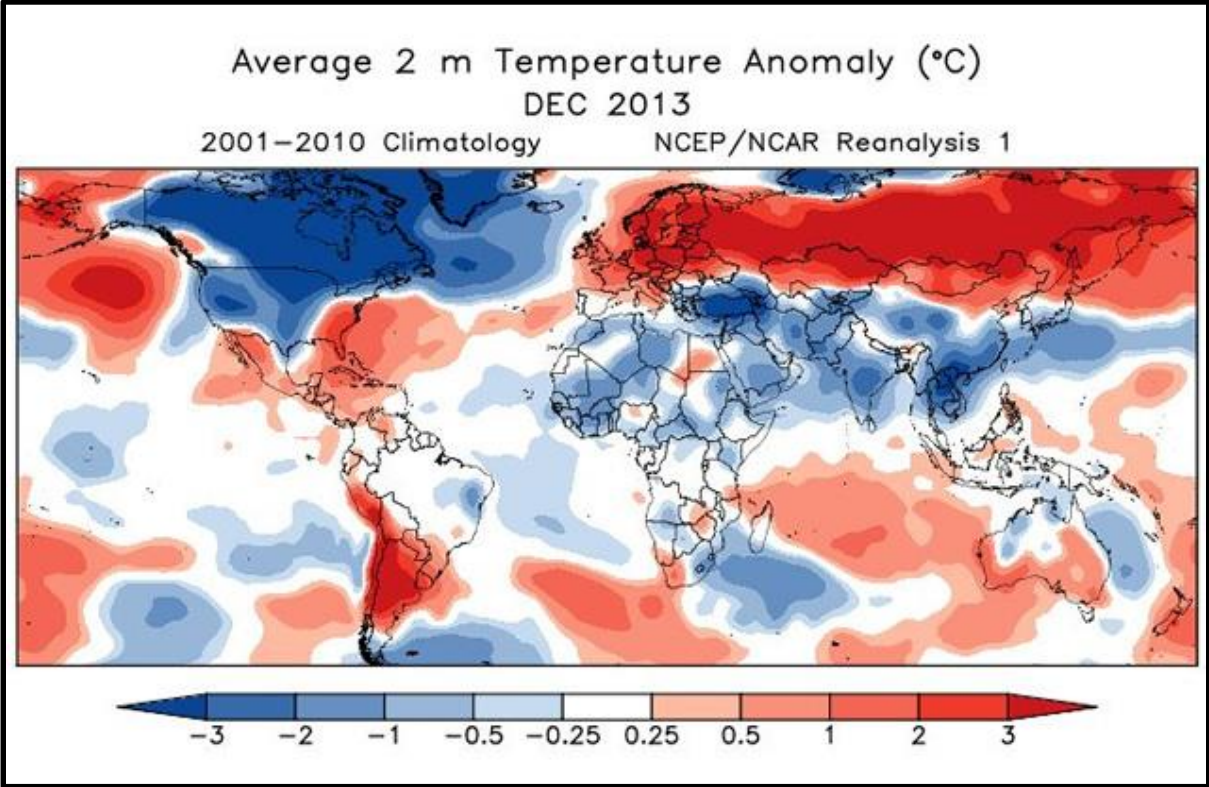 Average 2 m Temperature Anomaly (°C)
DEC 2013
2001−2010 Climatology NCEP/NCAR Reanalysis 1
−3 −2 −1 −0.5 −0.25 0.25 0.5 1 2 3